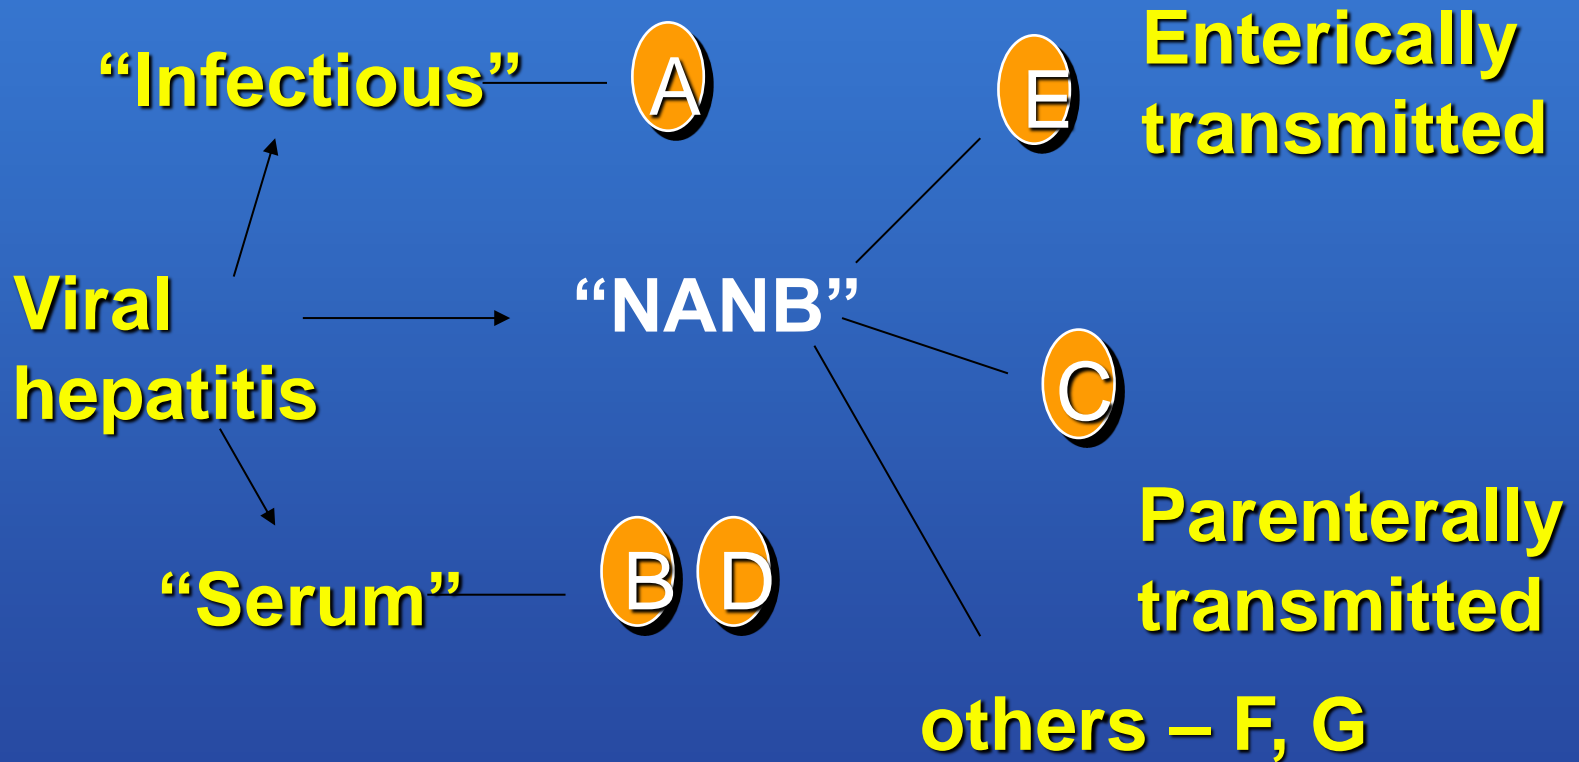 “Infectious”
A
E
Enterically
transmitted
Viral
hepatitis
“NANB”
C
“Serum”
B D
Parenterally
transmitted
others – F, G